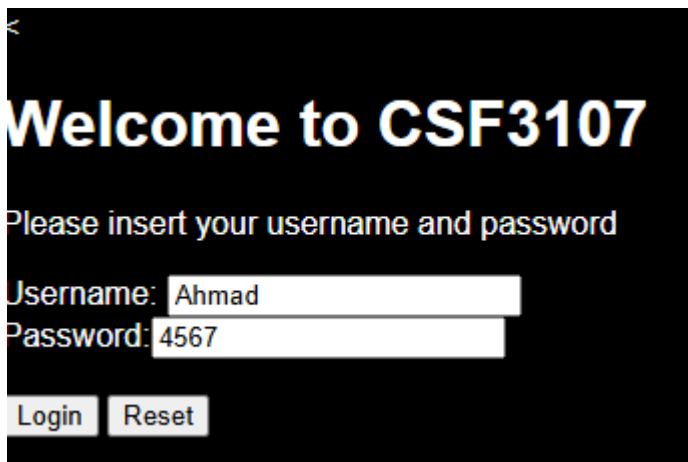 <
Welcome to CSF3107
Please insert your username and password
Username: Ahmad
Password: 4567
Login Reset